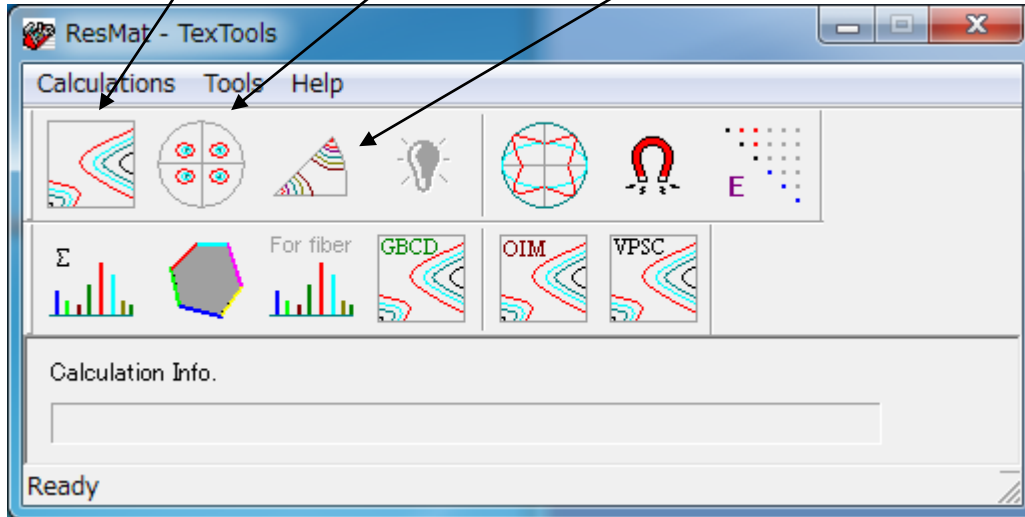 ResMat - TexTools
Calculations Tools Help
E
Σ
For fiber
GBCD
OIM
VPSC
Calculation Info.
Ready